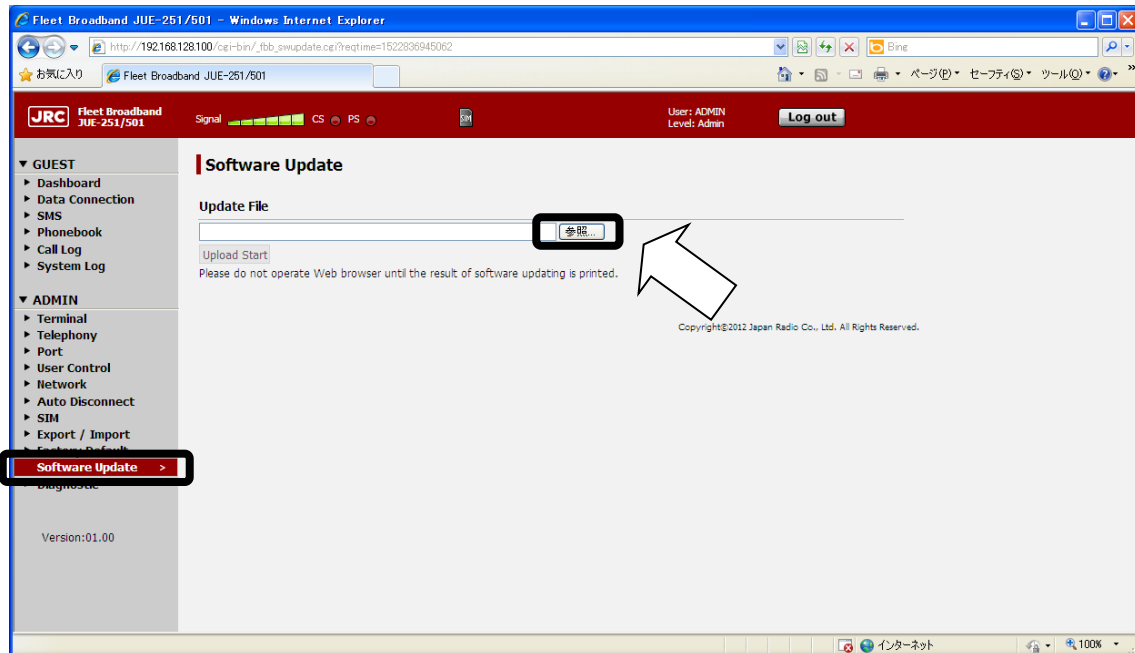 Fleet Broadband JUE-251/501 - Windows Internet Explorer
http://192.168.128.100/cgi-bin/_fbb_swupdate.cgi?reqtime=1522836945062
Bing
お気に入り
Fleet Broadband JUE-251/501
ページ(P)
セーフティ(S)
ツール(O)
»
JRC
Fleet Broadband
JUE-251/501
Signal
CS
PS
SIM
User: ADMIN
Level: Admin
Log out
▼ GUEST
Dashboard
Data Connection
SMS
Phonebook
Call Log
System Log
▼ ADMIN
Terminal
Telephony
Port
User Control
Network
Auto Disconnect
SIM
Export / Import
Factory Default
Software Update >
Diagnostic
Version:01.00
Software Update
Update File
参照...
Upload Start
Please do not operate Web browser until the result of software updating is printed.
Copyright©2012 Japan Radio Co., Ltd. All Rights Reserved.
インターネット
100%